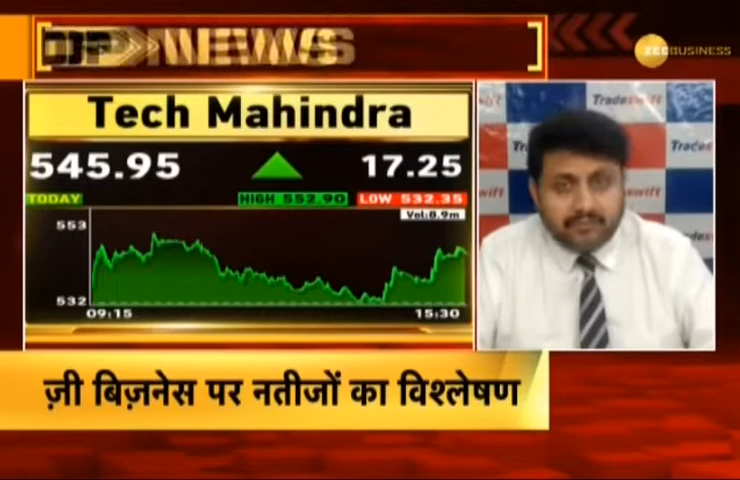 NEWS
ZEE BUSINESS
Tech Mahindra
545.95
17.25
TODAY
HIGH 552.90
LOW 532.35
Vol:8.9m
553
532
09:15
15:30
Tradeswift
swift
ज़ी बिज़नेस पर नतीजों का विश्लेषण